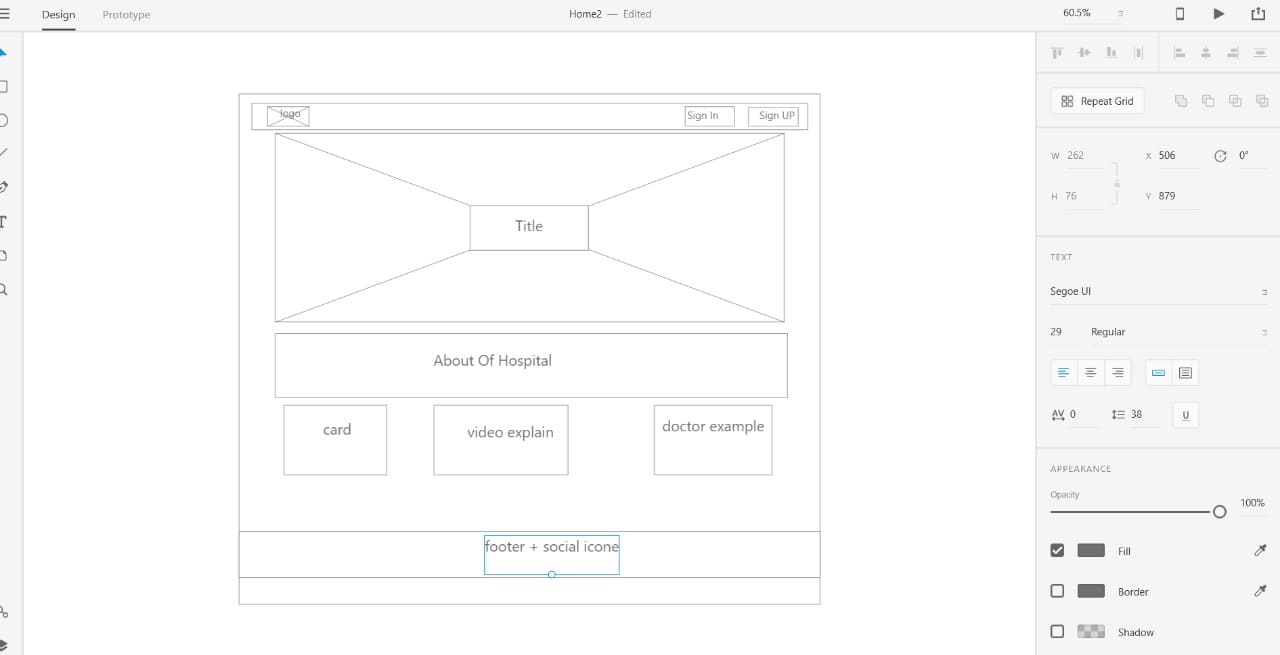 Design Prototype Home2 — Edited 60.5%
Repeat Grid
logo Sign In Sign UP
W 262 X 506 0°
H 76 Y 879
Title
TEXT
Segoe UI
29 Regular
About Of Hospital
AV 0 38 U
card video explain doctor example
APPEARANCE
Opacity
100%
footer + social icone
Fill
Border
Shadow